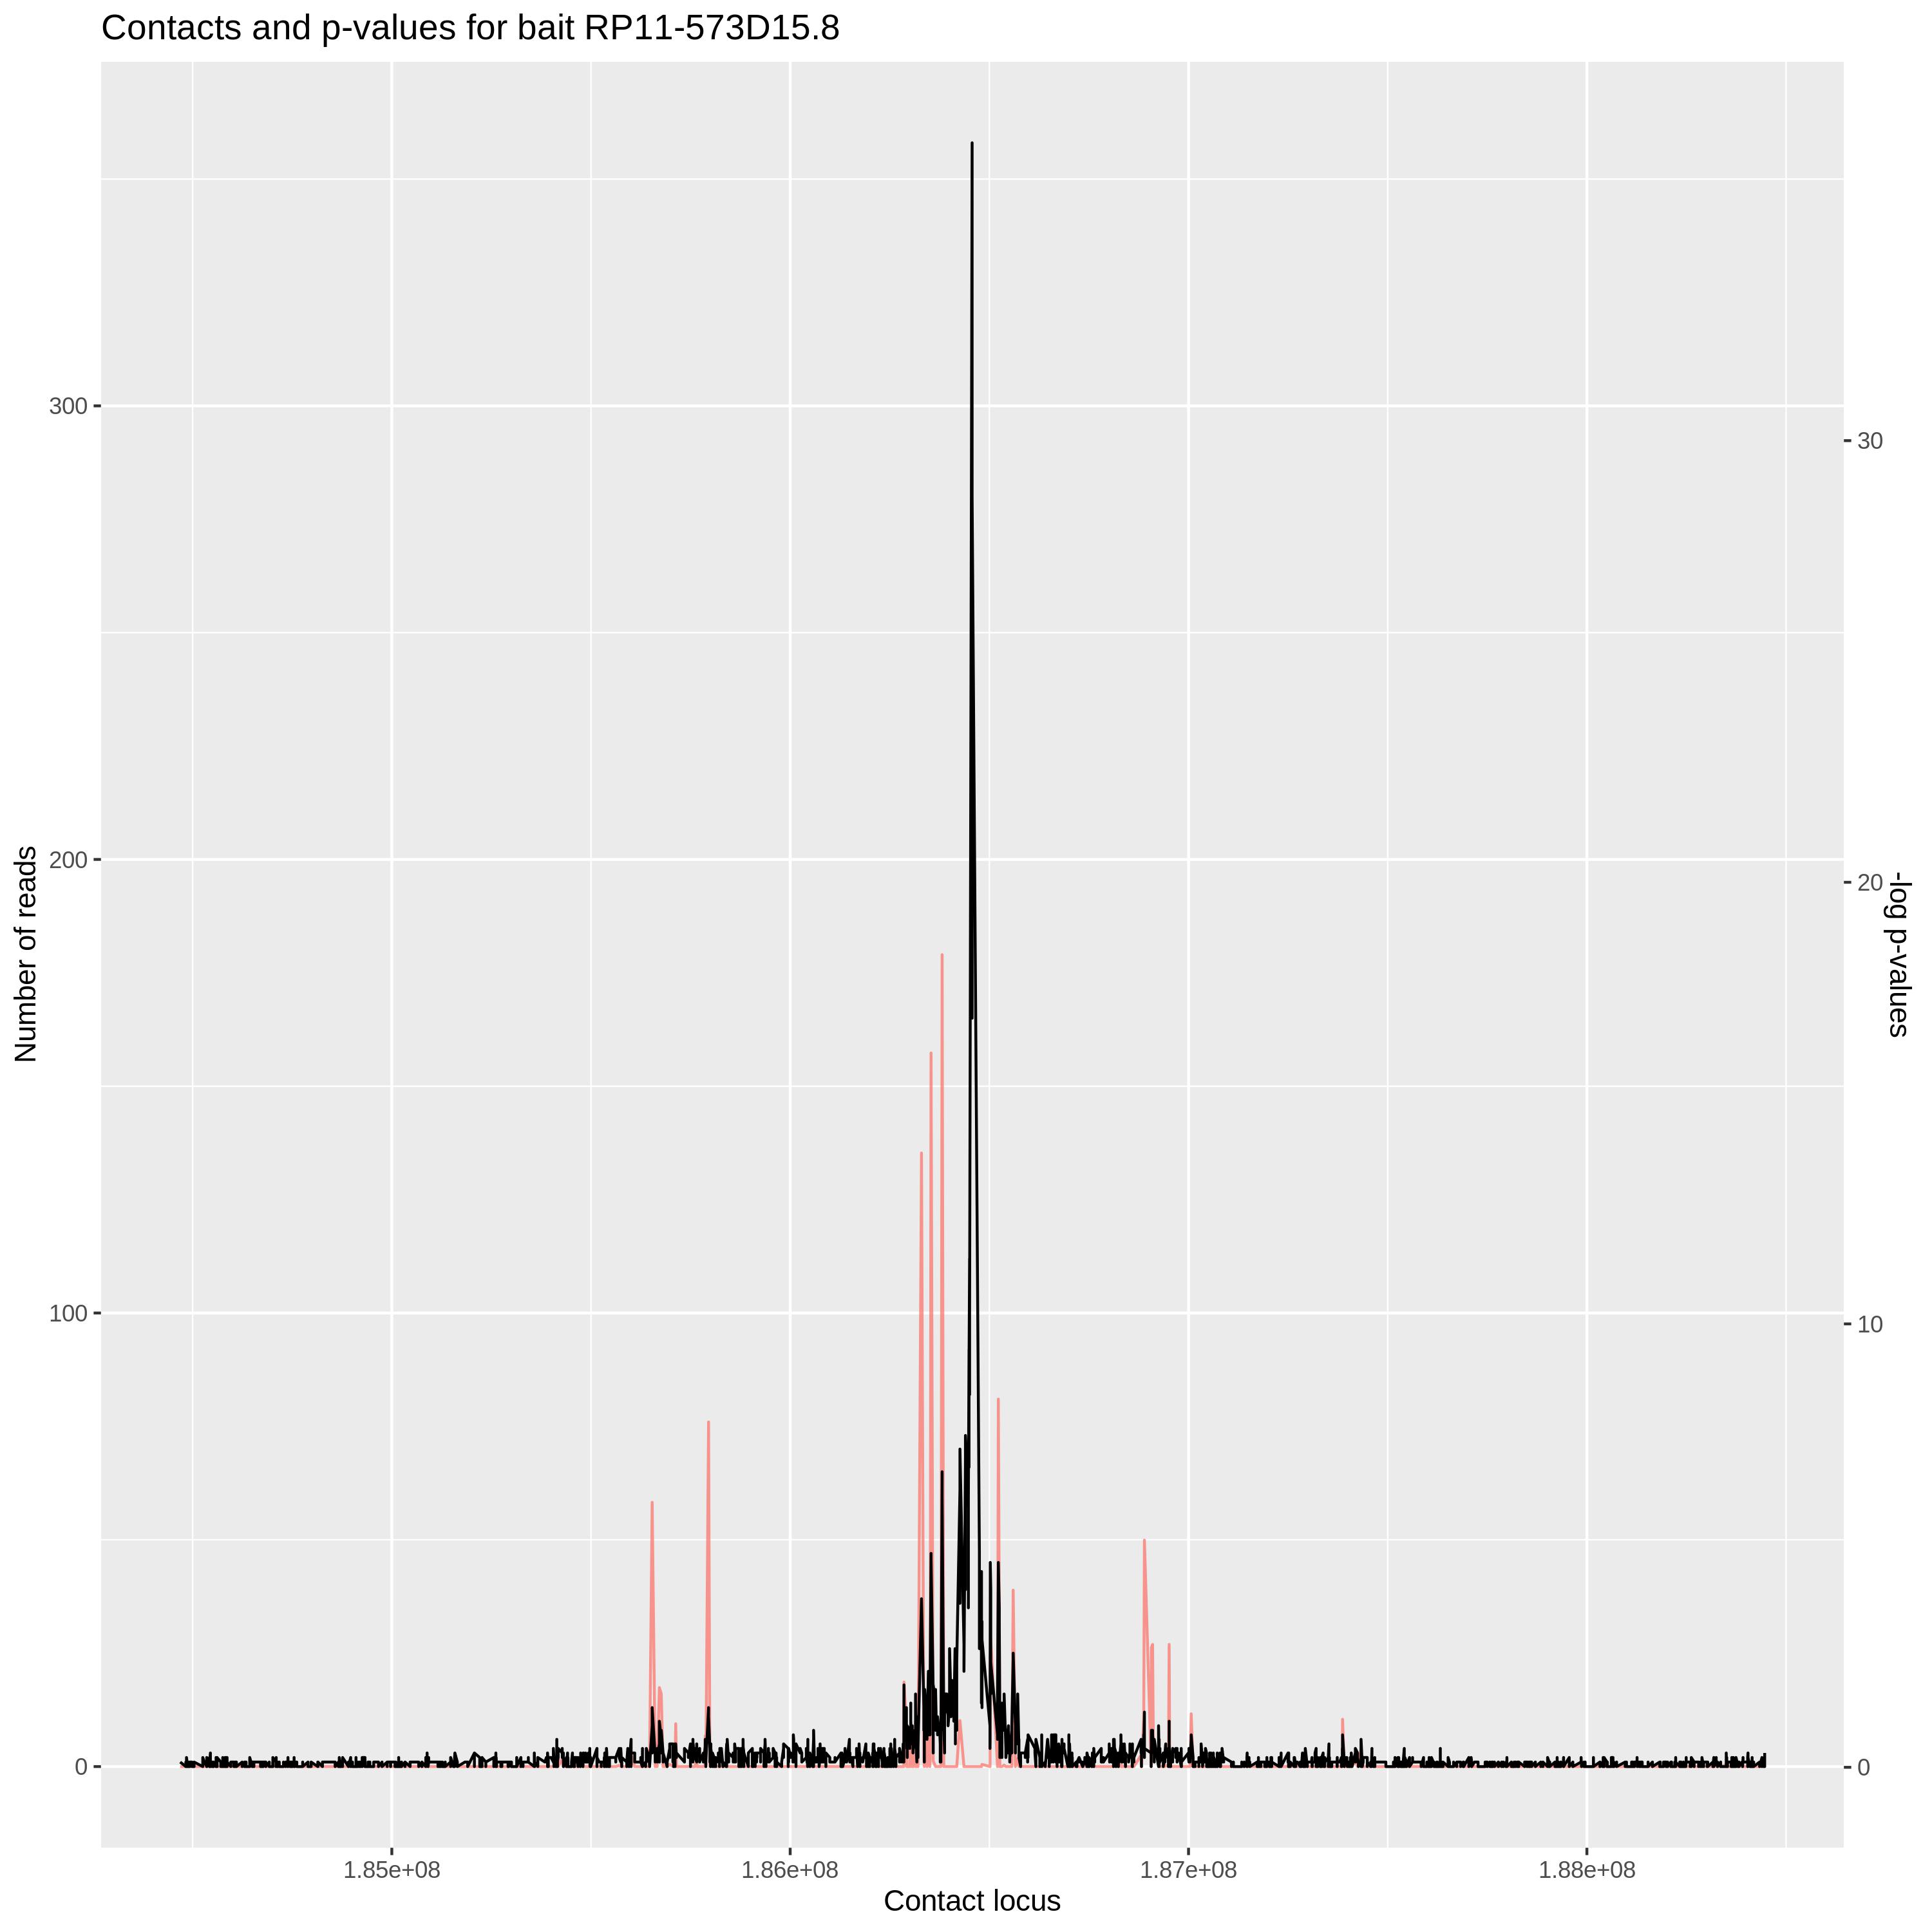 Contacts and p-values for bait RP11-573D15.8
300
200
100
0
Number of reads
30
20
10
0
-log p-values
1.85e+08
1.86e+08
1.87e+08
1.88e+08
Contact locus